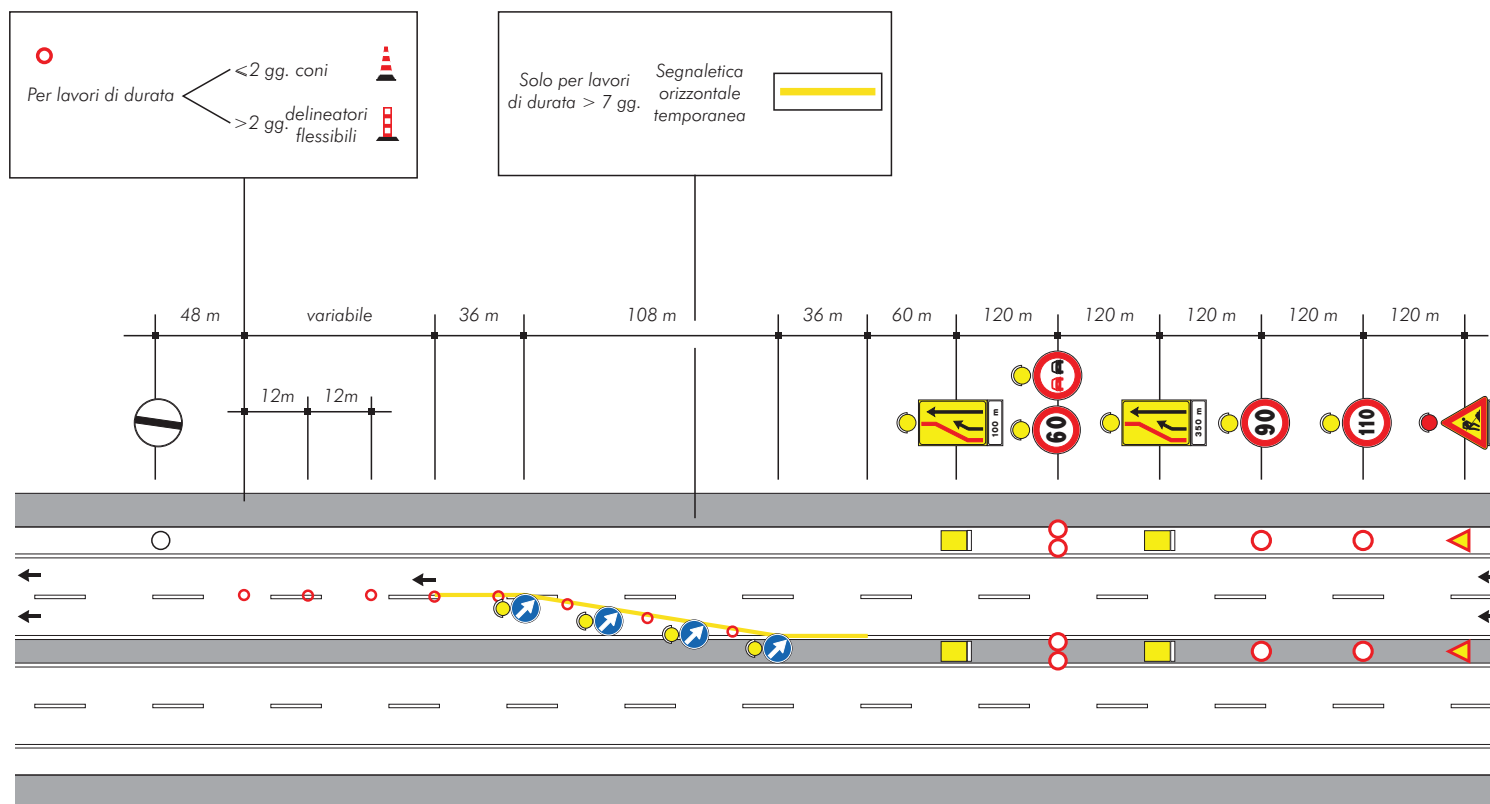 Per lavori di durata
<2 gg. coni
>2 gg. delineatori
flessibili
Solo per lavori
di durata > 7 gg.
Segnaletica
orizzontale
temporanea
48 m variabile 36 m 108 m 36 m 60 m 120 m 120 m 120 m 120 m 120 m
12m 12m
100 m
60
350 m
90
110